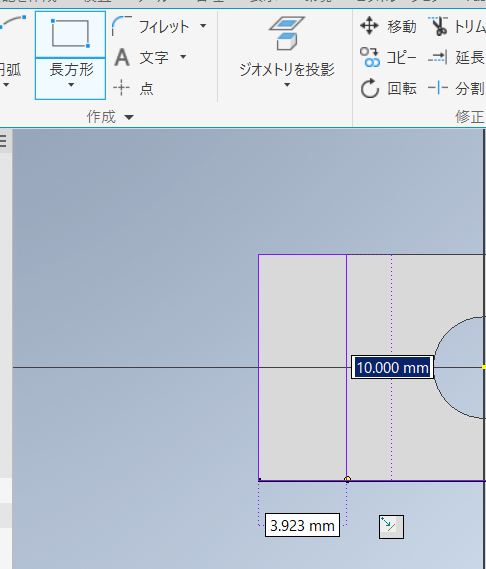 フィレット
トリム
移動
文字
コピー
延長
円弧
長方形
点
ジオメトリを投影
回転
分割
作成
修正
10.000 mm
3.923 mm